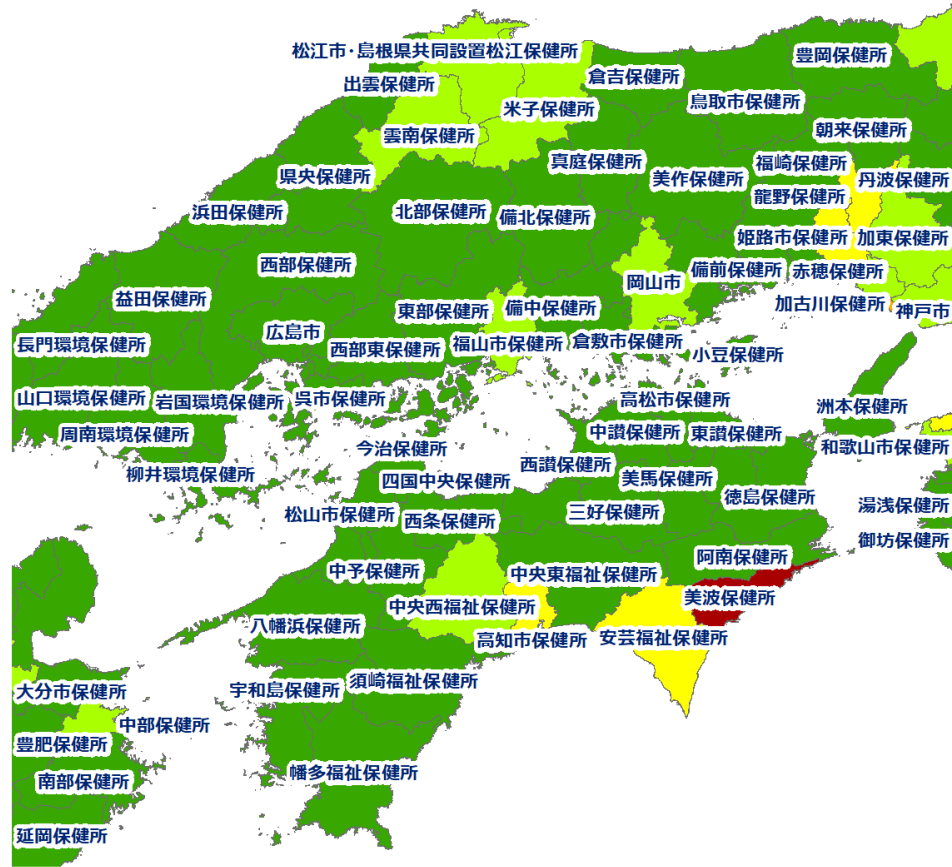 松江市・島根県共同設置松江保健所
豊岡保健所
倉吉保健所
出雲保健所
鳥取市保健所
米子保健所
朝来保健所
雲南保健所
真庭保健所
福崎保健所
県央保健所
美作保健所
丹波保健所
龍野保健所
浜田保健所
北部保健所
備北保健所
姫路市保健所
加東保健所
西部保健所
備前保健所
赤穂保健所
岡山市
益田保健所
東部保健所
備中保健所
加古川保健所
神戸市
広島市
長門環境保健所
西部東保健所
福山市保健所
倉敷市保健所
小豆保健所
山口環境保健所
岩国環境保健所
呉市保健所
高松市保健所
洲本保健所
周南環境保健所
中讃保健所
東讃保健所
今治保健所
和歌山市保健所
西讃保健所
柳井環境保健所
四国中央保健所
美馬保健所
徳島保健所
湯浅保健所
松山市保健所
西条保健所
三好保健所
御坊保健所
阿南保健所
中予保健所
中央東福祉保健所
美波保健所
中央西福祉保健所
八幡浜保健所
高知市保健所
安芸福祉保健所
須崎福祉保健所
大分市保健所
宇和島保健所
中部保健所
豊肥保健所
幡多福祉保健所
南部保健所
延岡保健所